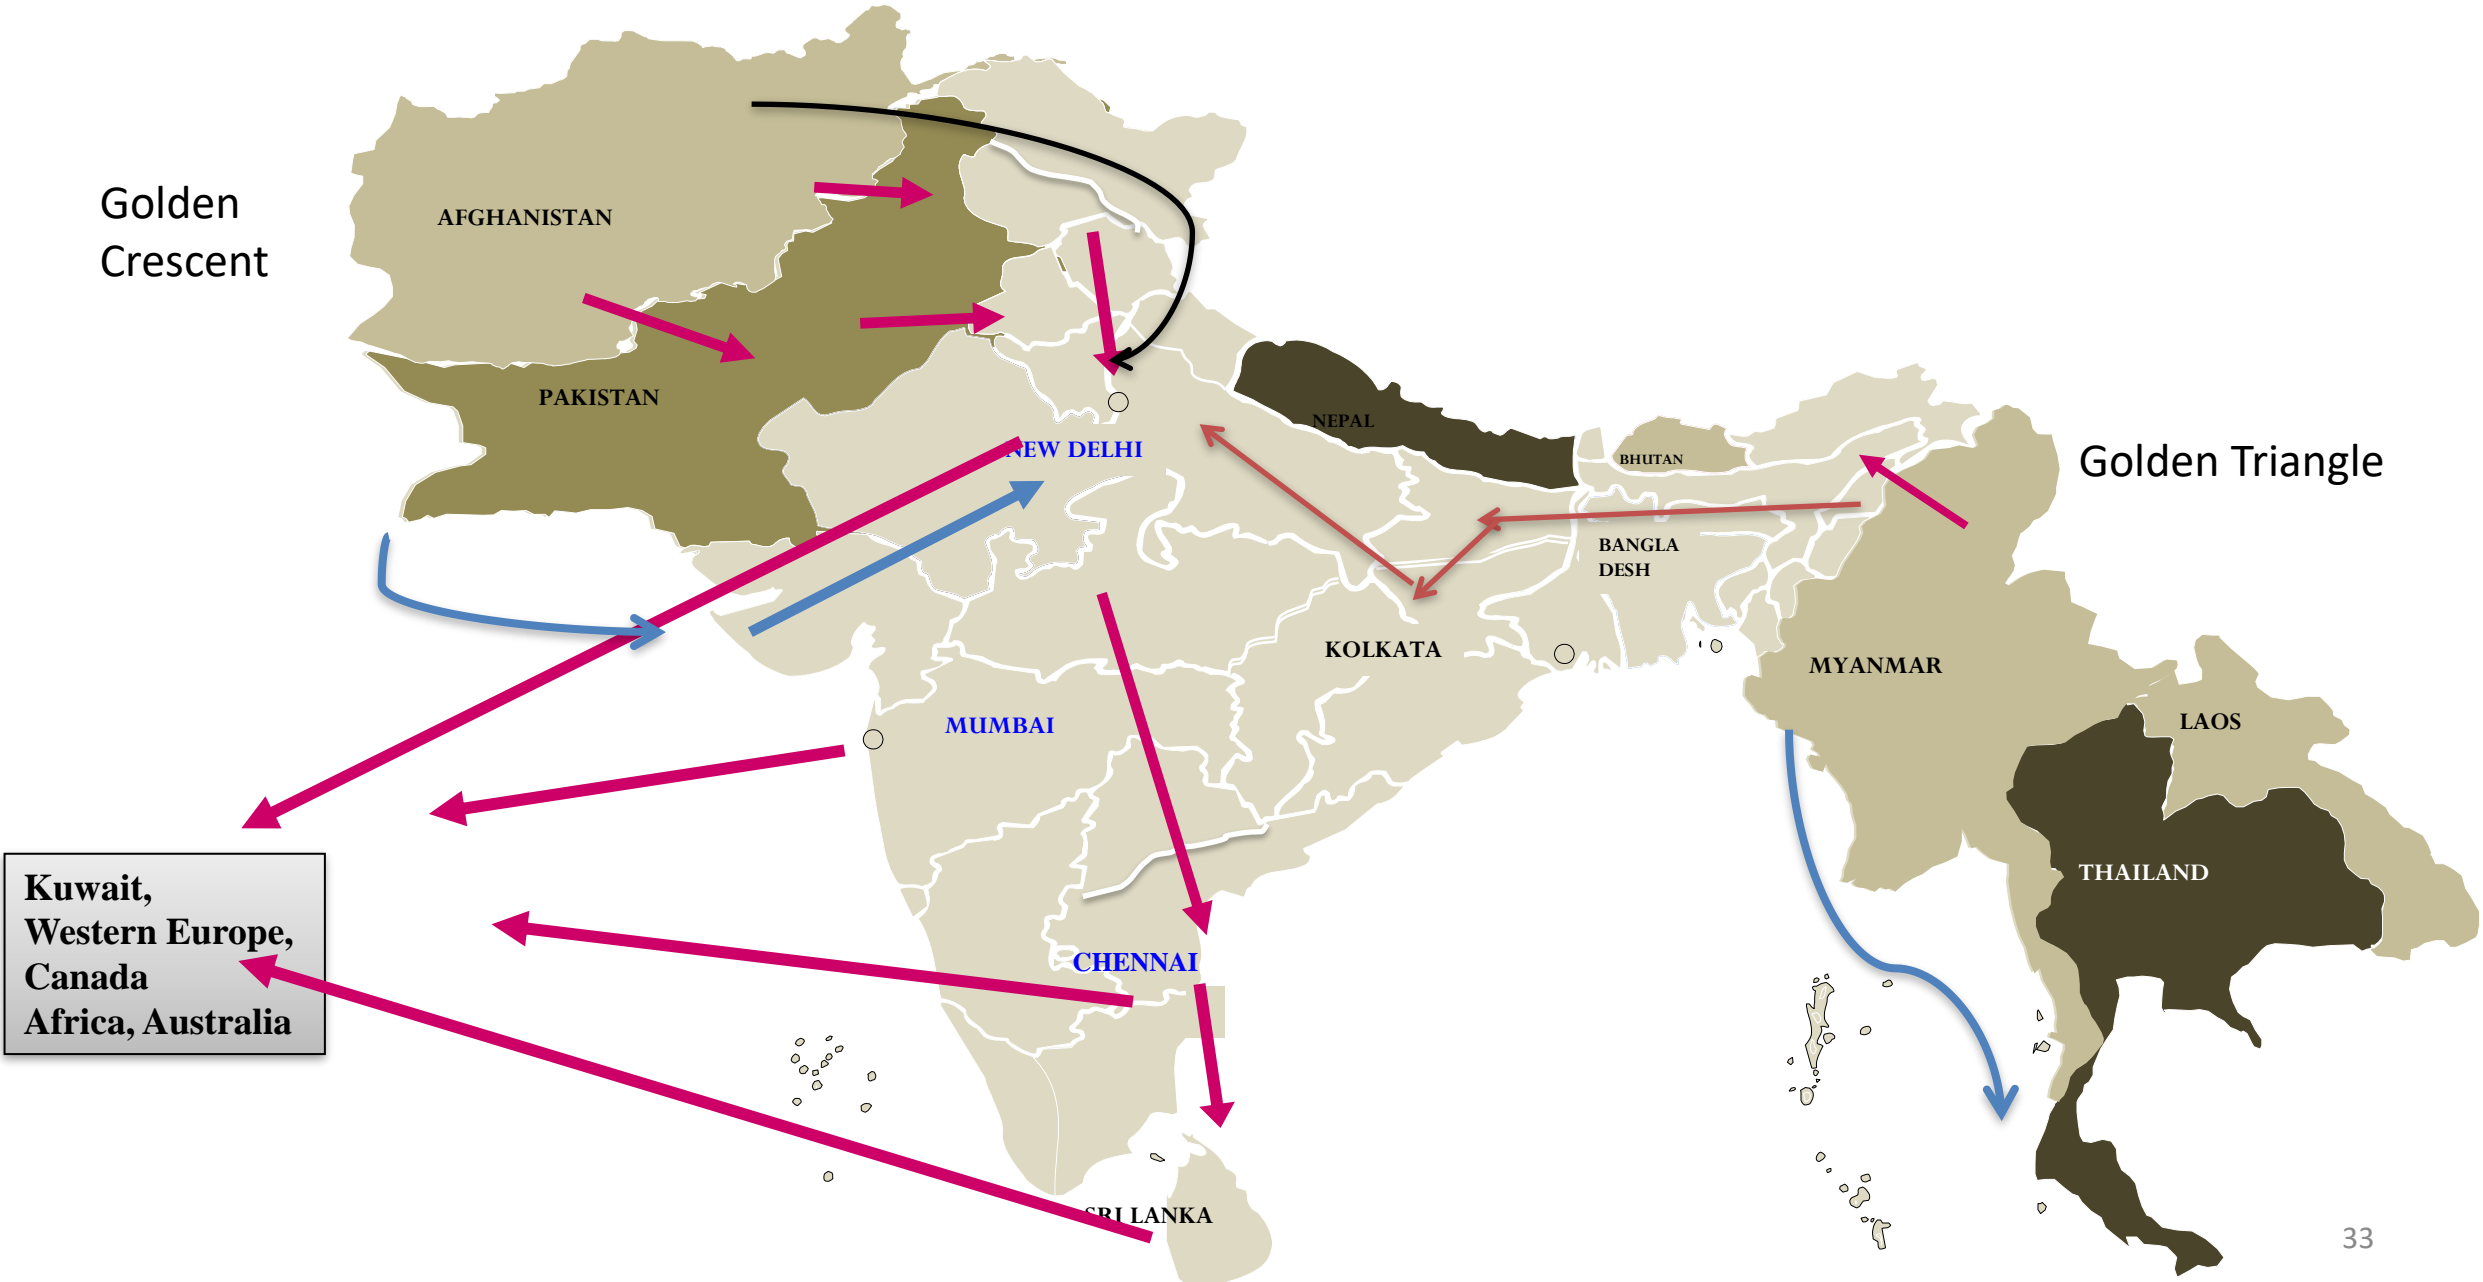 Golden
Crescent
AFGHANISTAN
PAKISTAN
NEW DELHI
NEPAL
BHUTAN
Golden Triangle
BANGLA
DESH
KOLKATA
MYANMAR
MUMBAI
LAOS
THAILAND
Kuwait,
Western Europe,
Canada
Africa, Australia
CHENNAI
SRI LANKA
33